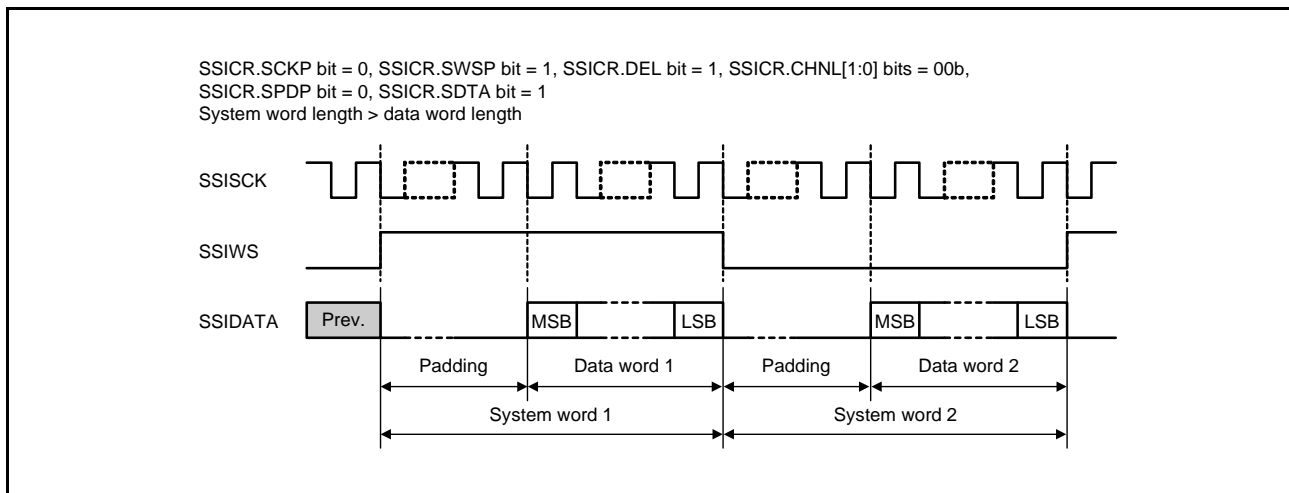 SSICR.SCKP bit = 0, SSICR.SWSP bit = 1, SSICR.DEL bit = 1, SSICR.CHNL[1:0] bits = 00b,
SSICR.SPDP bit = 0, SSICR.SDTA bit = 1
System word length > data word length
SSISCK
SSIWS
SSIDATA Prev. MSB LSB MSB LSB
Padding Data word 1 Padding Data word 2
System word 1 System word 2